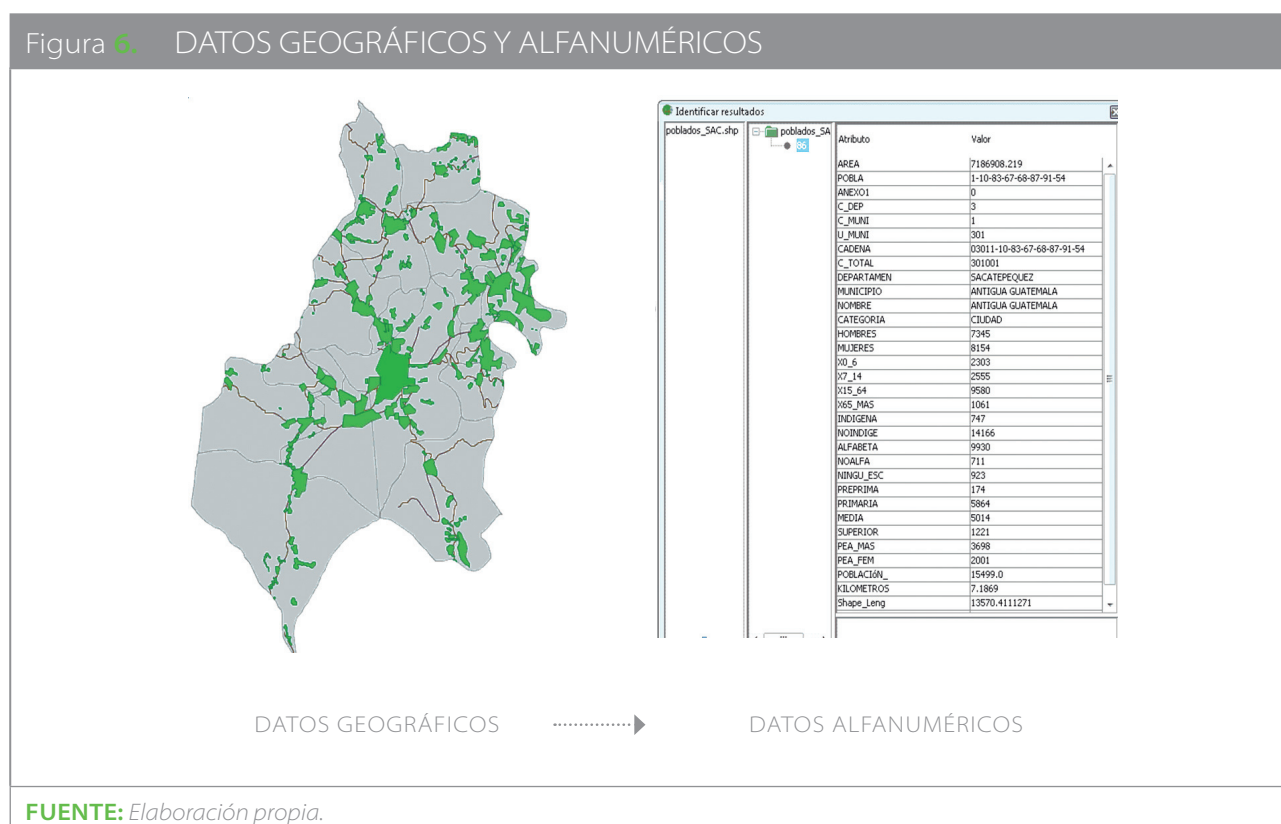 Figura 6. DATOS GEOGRÁFICOS Y ALFANUMÉRICOS
Identificar resultados
poblados_SAC.shp
poblados_SA
86
Atributo Valor
AREA 7186908.219
POBLA 1-10-83-67-68-87-91-54
ANEXO1 0
C_DEP 3
C_MUNI 1
U_MUNI 301
CADENA 03011-10-83-67-68-87-91-54
C_TOTAL 301001
DEPARTAMEN SACATEPEQUEZ
MUNICIPIO ANTIGUA GUATEMALA
NOMBRE ANTIGUA GUATEMALA
CATEGORIA CIUDAD
HOMBRES 7345
MUJERES 8154
X0_6 2303
X7_14 2555
X15_64 9580
X65_MAS 1061
INDIGENA 747
NOINDIGE 14166
ALFABETA 9930
NOALFA 711
NINGU_ESC 923
PREPRIMA 174
PRIMARIA 5864
MEDIA 5014
SUPERIOR 1221
PEA_MAS 3698
PEA_FEM 2001
POBLACIóN_ 15499.0
KILOMETROS 7.1869
Shape_Leng 13570.4111271
DATOS GEOGRÁFICOS DATOS ALFANUMÉRICOS
FUENTE: Elaboración propia.